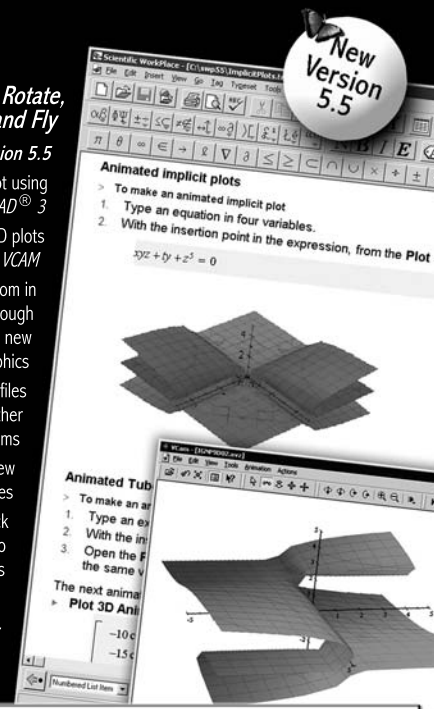 Rotate,
and Fly
ion 5.5
ot using
AD® 3
D plots
VCAM
om in
ough
new
phics
files
ther
ms
ew
es
ck
o
s
New
Version
5.5
Scientific WorkPlace - [C:\swp55\ImplicitPlots.t
File Edit Insert View Go Tag Typeset Tools
Animated implicit plots
> To make an animated implicit plot
1. Type an equation in four variables.
2. With the insertion point in the expression, from the Plot
xyz + ty + z⁵ = 0
VCam
File Edit View Tools Animation Actions
Animated Tub
> To make an an
1. Type an ex
2. With the in
3. Open the P
the same v
The next anima
Plot 3D Ani
−10 c
−15 c
Numbered List Item